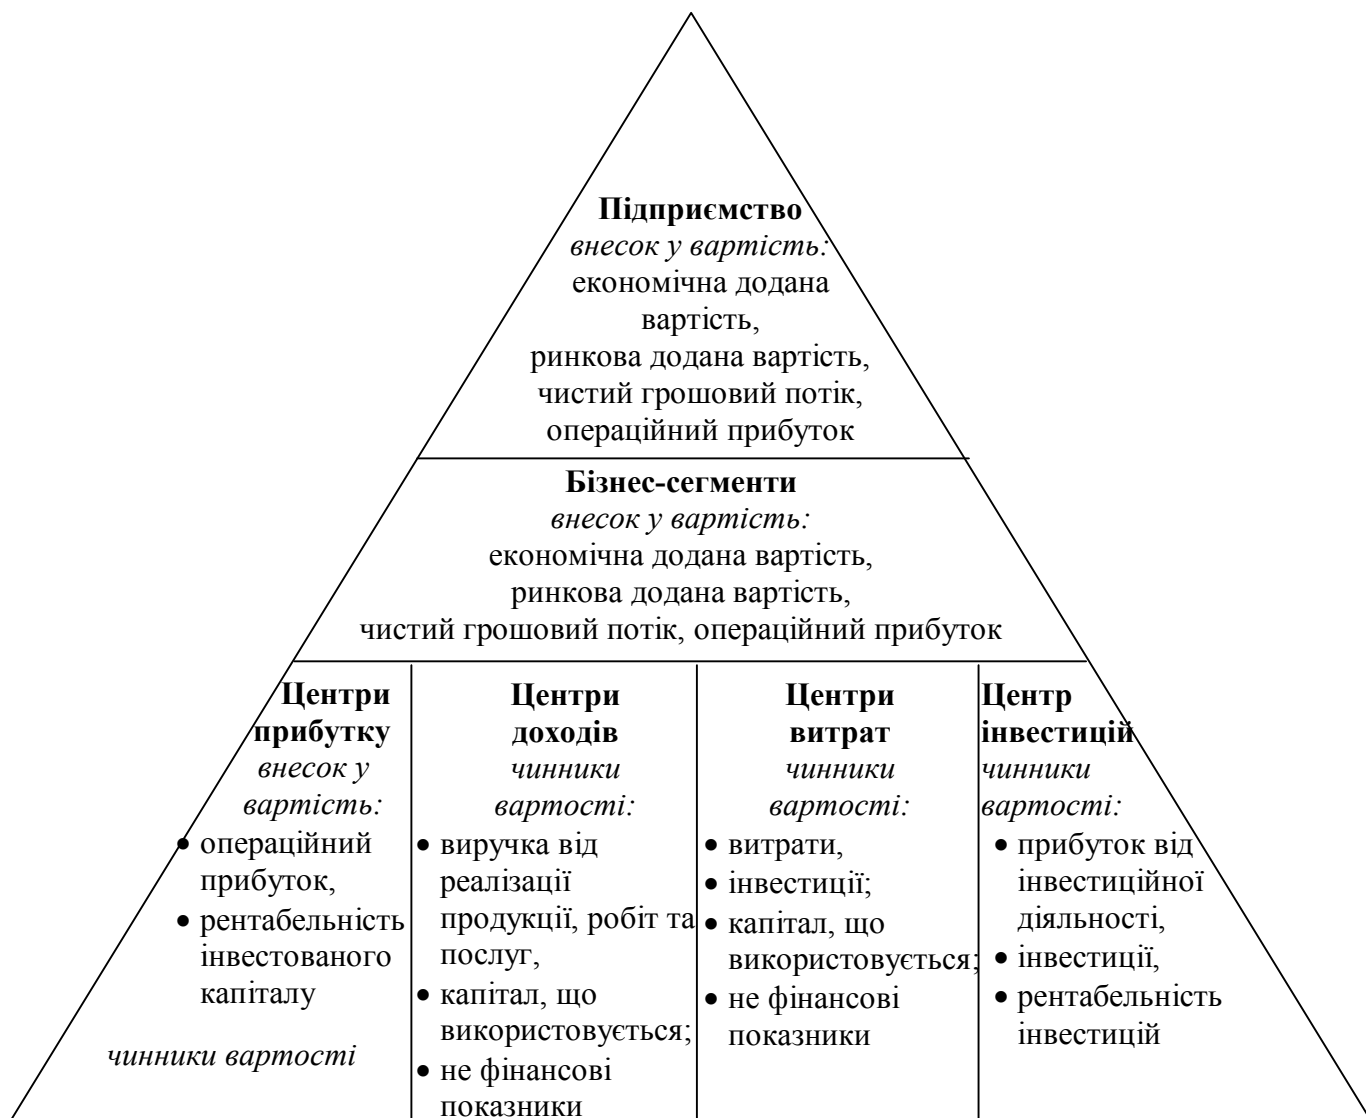 Підприємство
внесок у вартість:
економічна додана
вартість,
ринкова додана вартість,
чистий грошовий потік,
операційний прибуток
Бізнес-сегменти
внесок у вартість:
економічна додана вартість,
ринкова додана вартість,
чистий грошовий потік, операційний прибуток
Центри
прибутку
внесок у
вартість:
• операційний
прибуток,
• рентабельність
інвестованого
капіталу
чинники вартості
Центри
доходів
чинники
вартості:
• виручка від
реалізації
продукції, робіт та
послуг,
• капітал, що
використовується;
• не фінансові
показники
Центри
витрат
чинники
вартості:
• витрати,
• інвестиції;
• капітал, що
використовується;
• не фінансові
показники
Центр
інвестицій
чинники
вартості:
• прибуток від
інвестиційної
діяльності,
• інвестиції,
• рентабельність
інвестицій